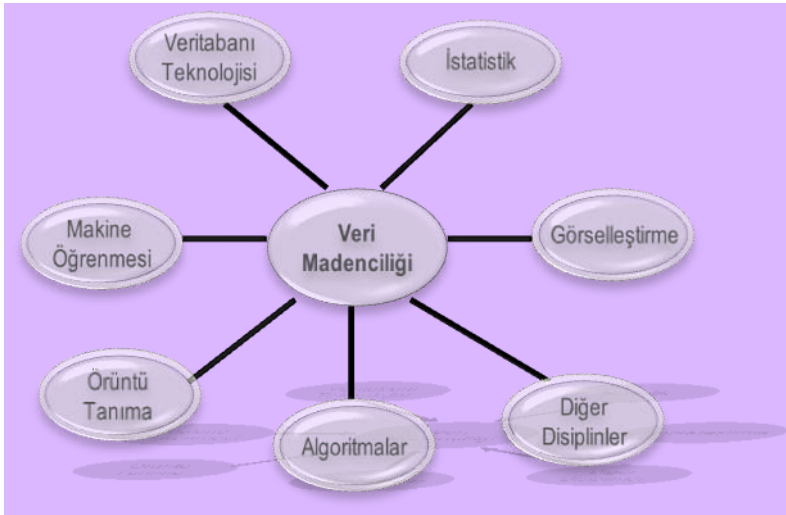 Veritabanı
Teknolojisi
İstatistik
Makine
Öğrenmesi
Veri
Madenciliği
Görselleştirme
Örüntü
Tanıma
Algoritmalar
Diğer
Disiplinler